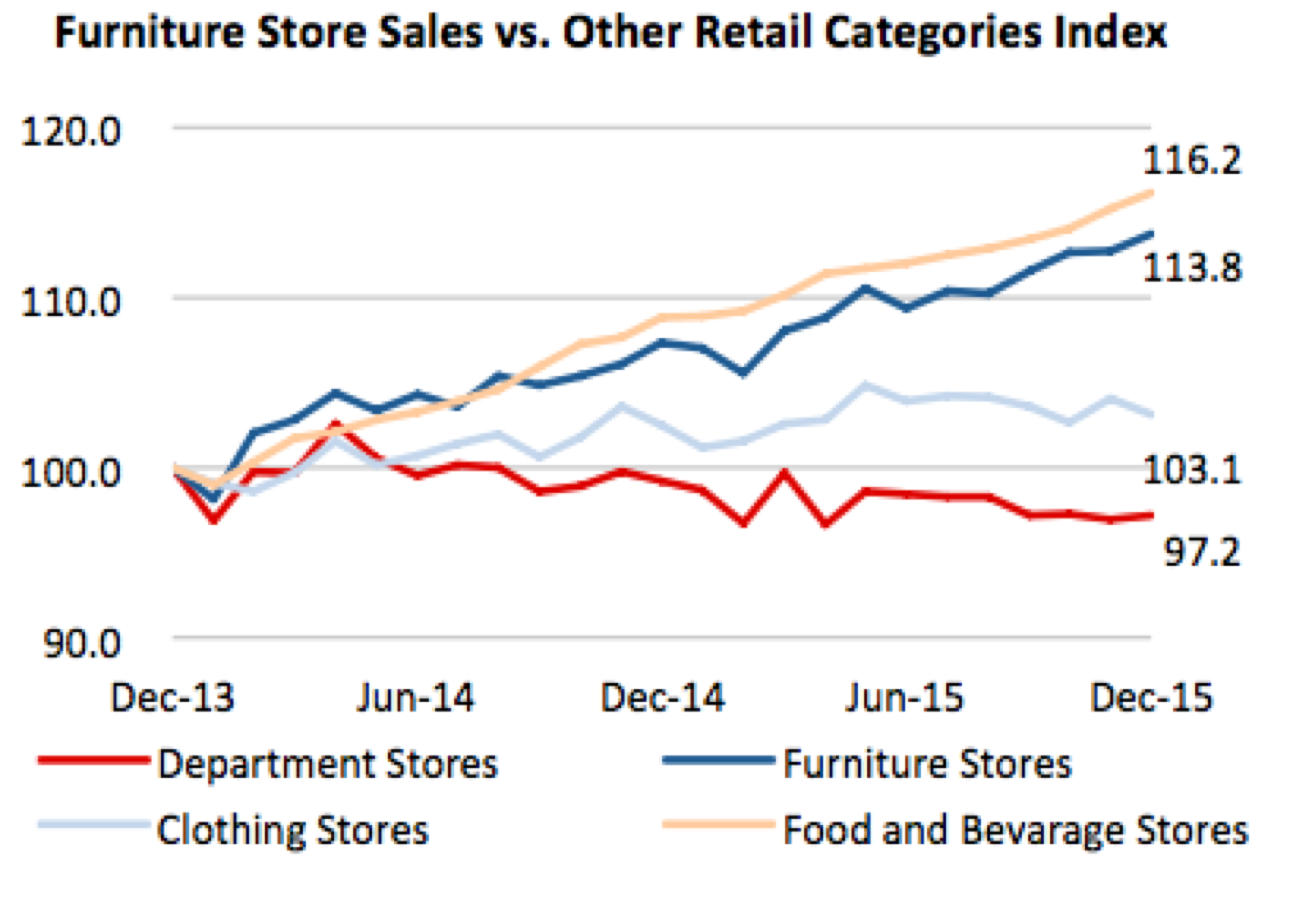 Furniture Store Sales vs. Other Retail Categories Index
120.0
116.2
113.8
110.0
100.0
103.1
97.2
90.0
Dec-13 Jun-14 Dec-14 Jun-15 Dec-15
Department Stores Furniture Stores
Clothing Stores Food and Bevarage Stores